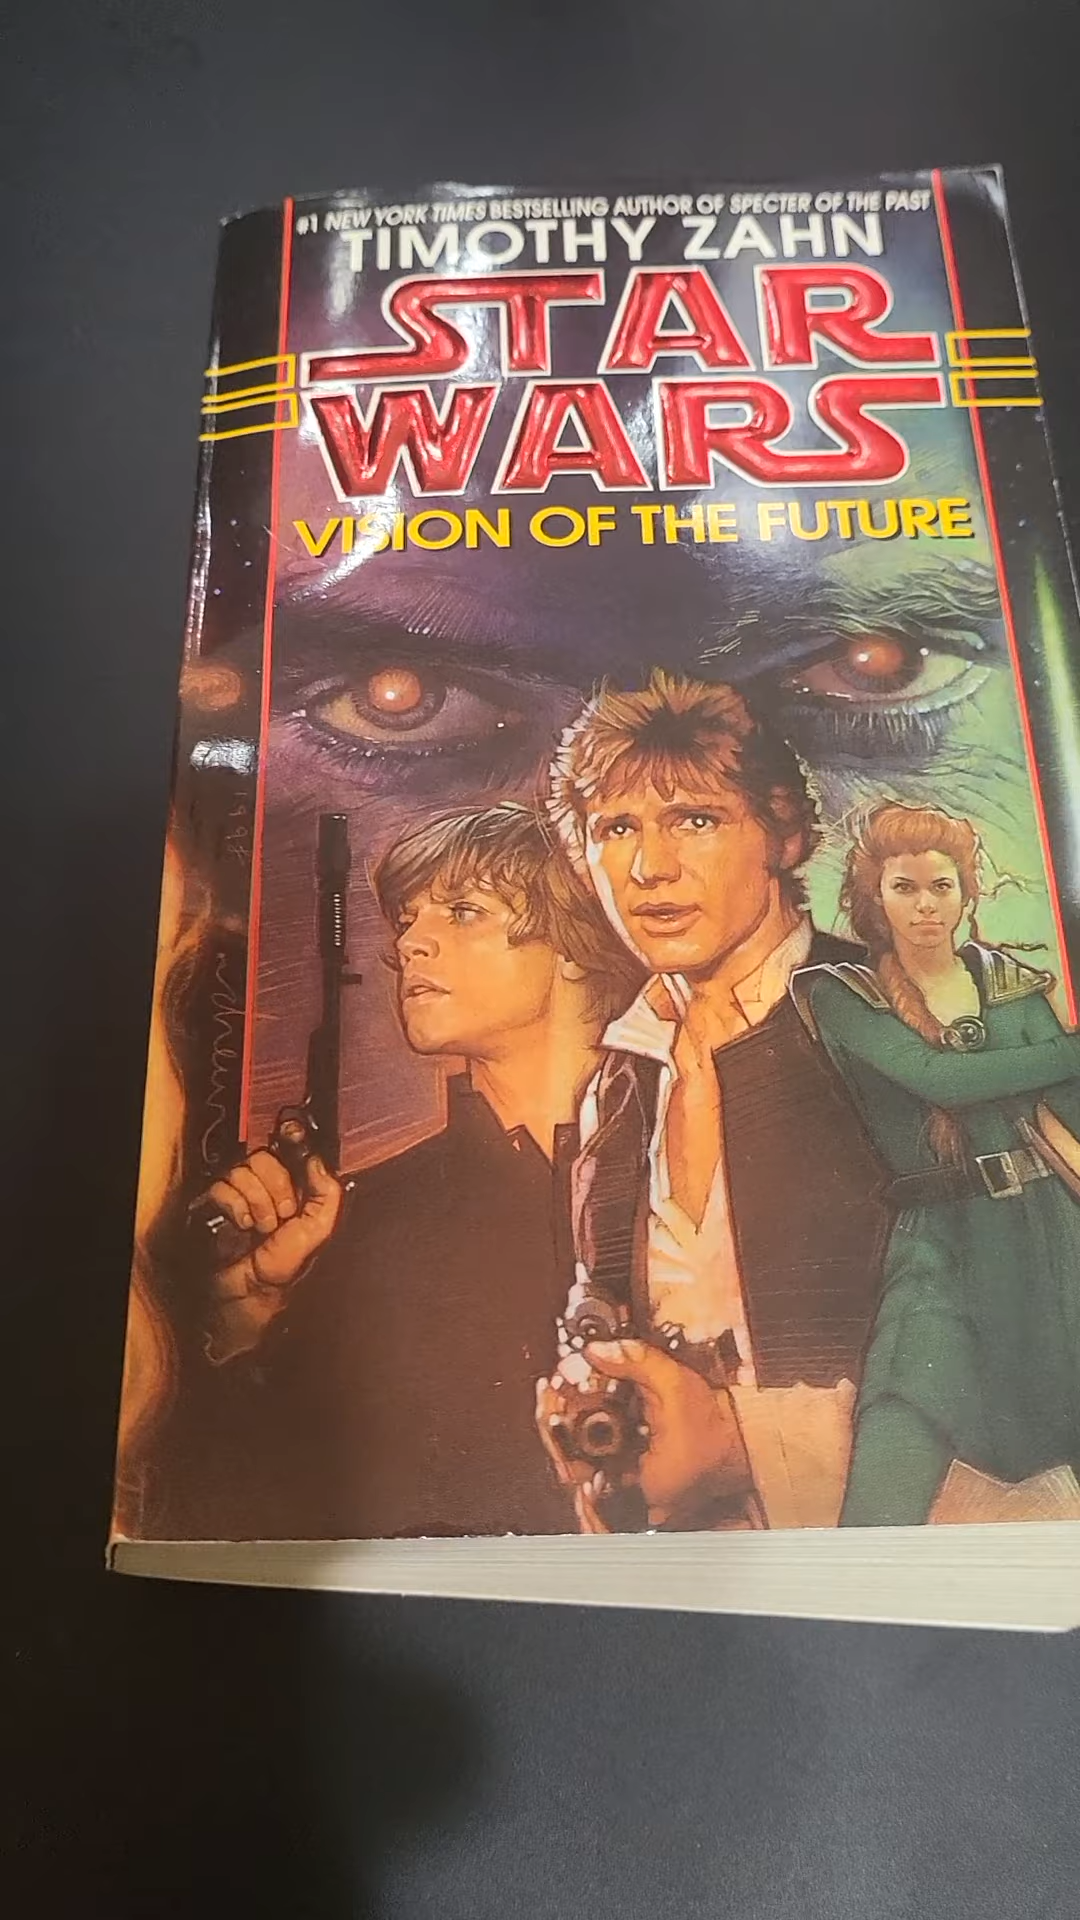 #1 NEW YORK TIMES BESTSELLING AUTHOR OF SPECTER OF THE PAST
TIMOTHY ZAHN
STAR
WARS
VISION OF THE FUTURE